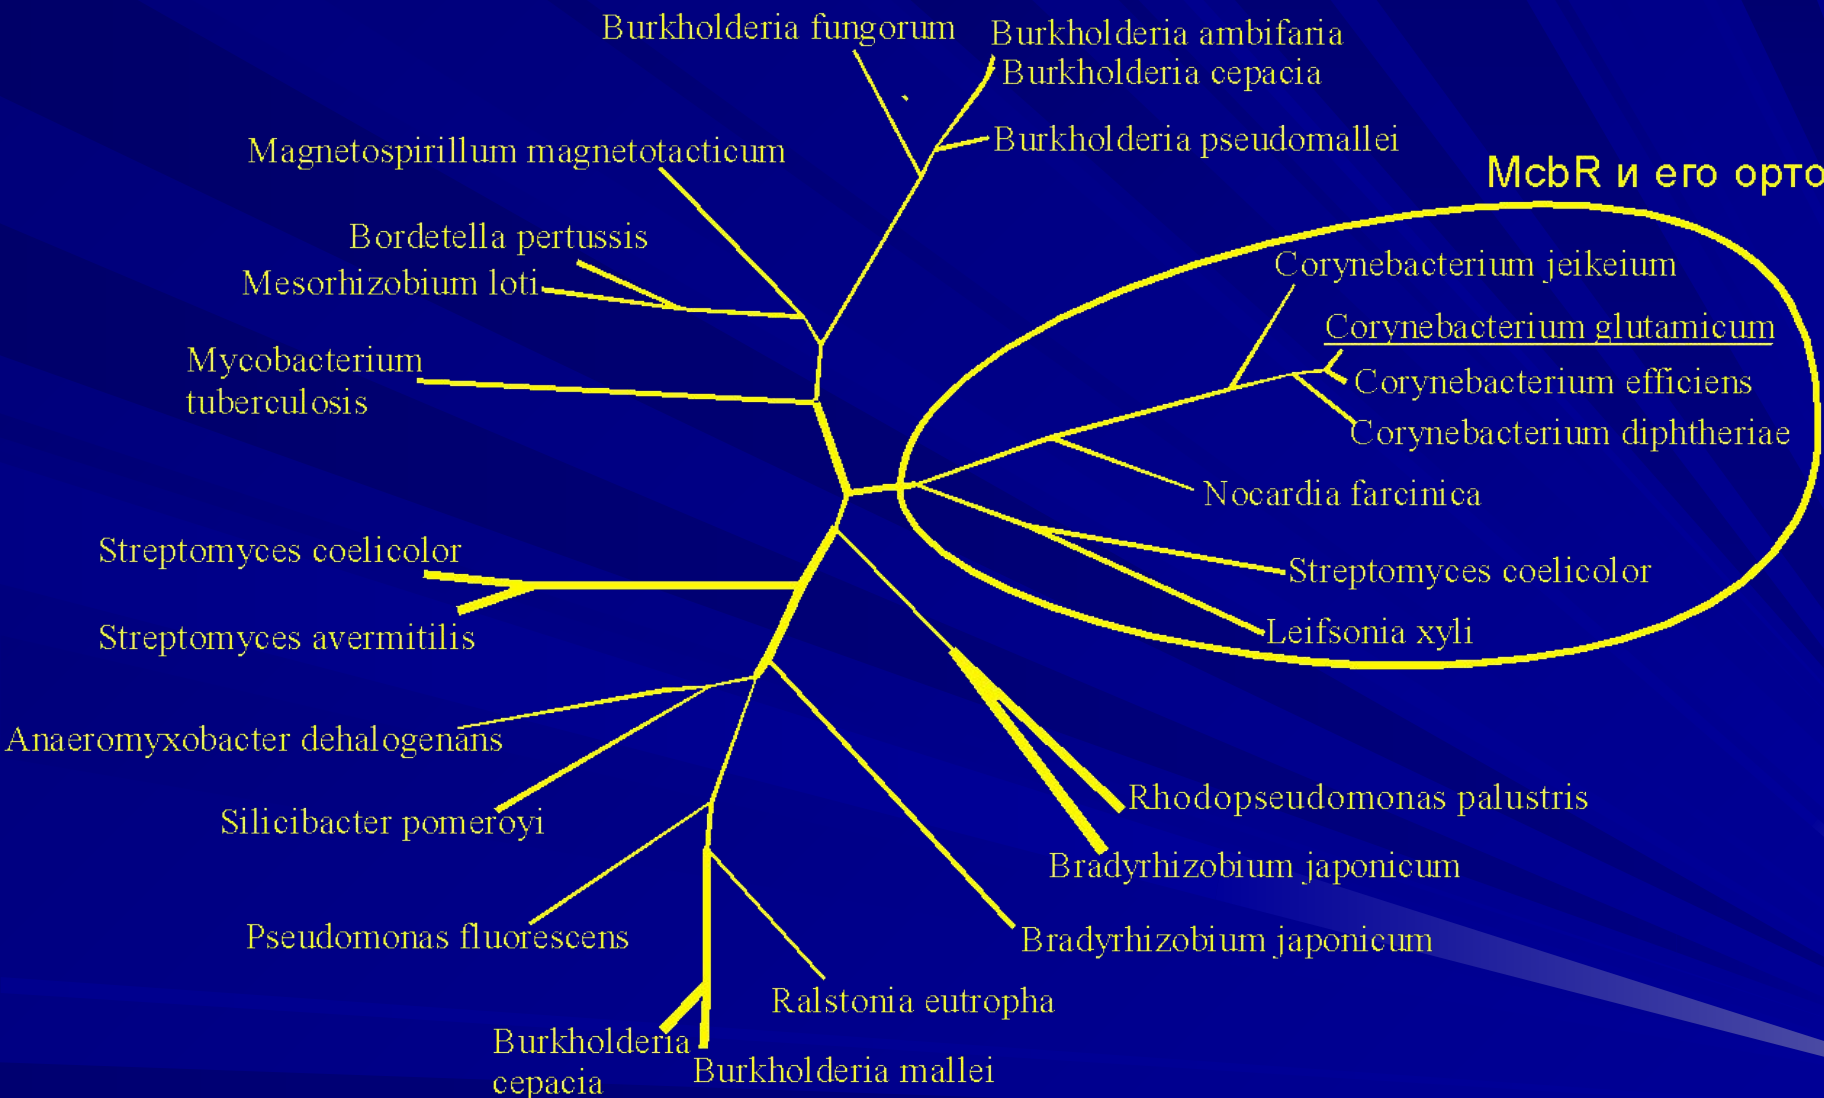 Burkholderia fungorum
Burkholderia ambifaria
Burkholderia cepacia
Burkholderia pseudomallei
Magnetospirillum magnetotacticum
McbR и его орто
Bordetella pertussis
Mesorhizobium loti
Corynebacterium jeikeium
Corynebacterium glutamicum
Mycobacterium
tuberculosis
Corynebacterium efficiens
Corynebacterium diphtheriae
Nocardia farcinica
Streptomyces coelicolor
Streptomyces coelicolor
Streptomyces avermitilis
Leifsonia xyli
Anaeromyxobacter dehalogenans
Silicibacter pomeroyi
Rhodopseudomonas palustris
Bradyrhizobium japonicum
Pseudomonas fluorescens
Bradyrhizobium japonicum
Ralstonia eutropha
Burkholderia
cepacia
Burkholderia mallei